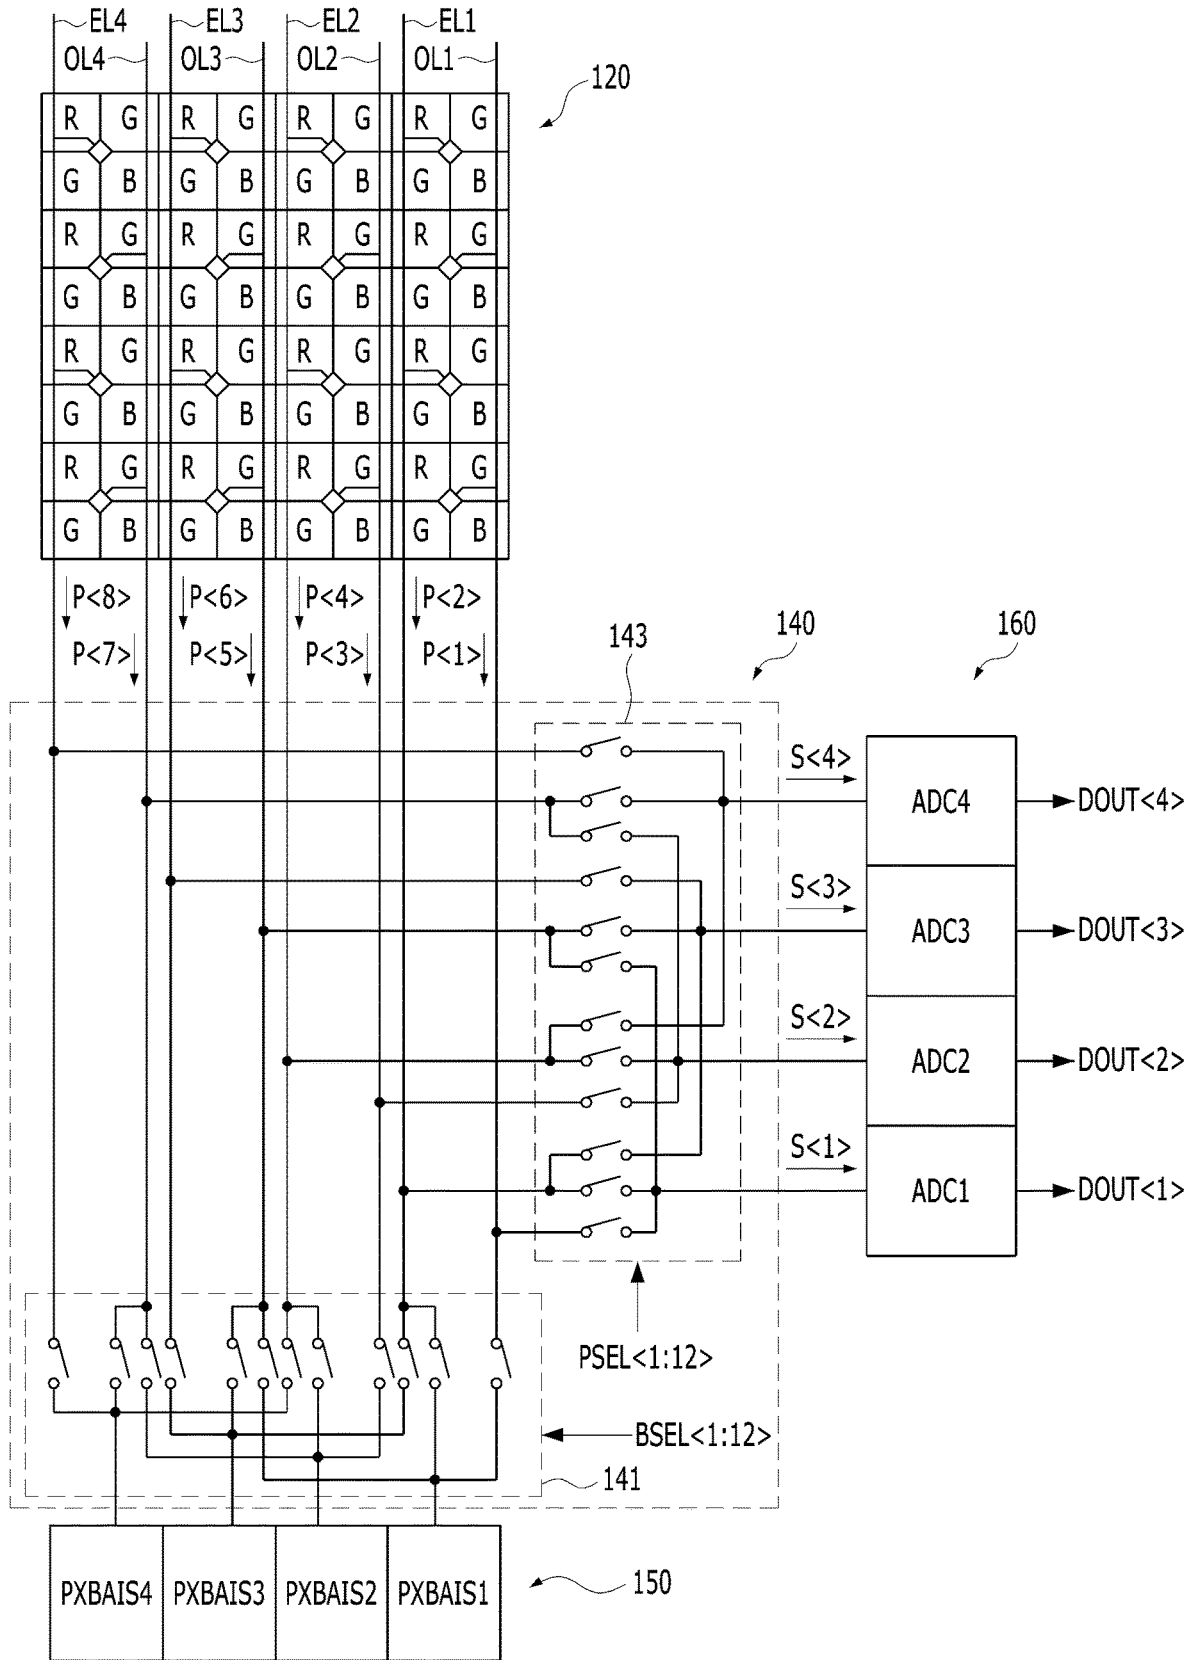 EL4 EL3 EL2 EL1
OL4 OL3 OL2 OL1
120
R G R G R G R G
G B G B G B G B
R G R G R G R G
G B G B G B G B
R G R G R G R G
G B G B G B G B
R G R G R G R G
G B G B G B G B
P<8> P<6> P<4> P<2>
P<7> P<5> P<3> P<1>
143
140
160
S<4>
ADC4
DOUT<4>
S<3>
ADC3
DOUT<3>
S<2>
ADC2
DOUT<2>
S<1>
ADC1
DOUT<1>
PSEL<1:12>
BSEL<1:12>
141
PXBAIS4 PXBAIS3 PXBAIS2 PXBAIS1
150